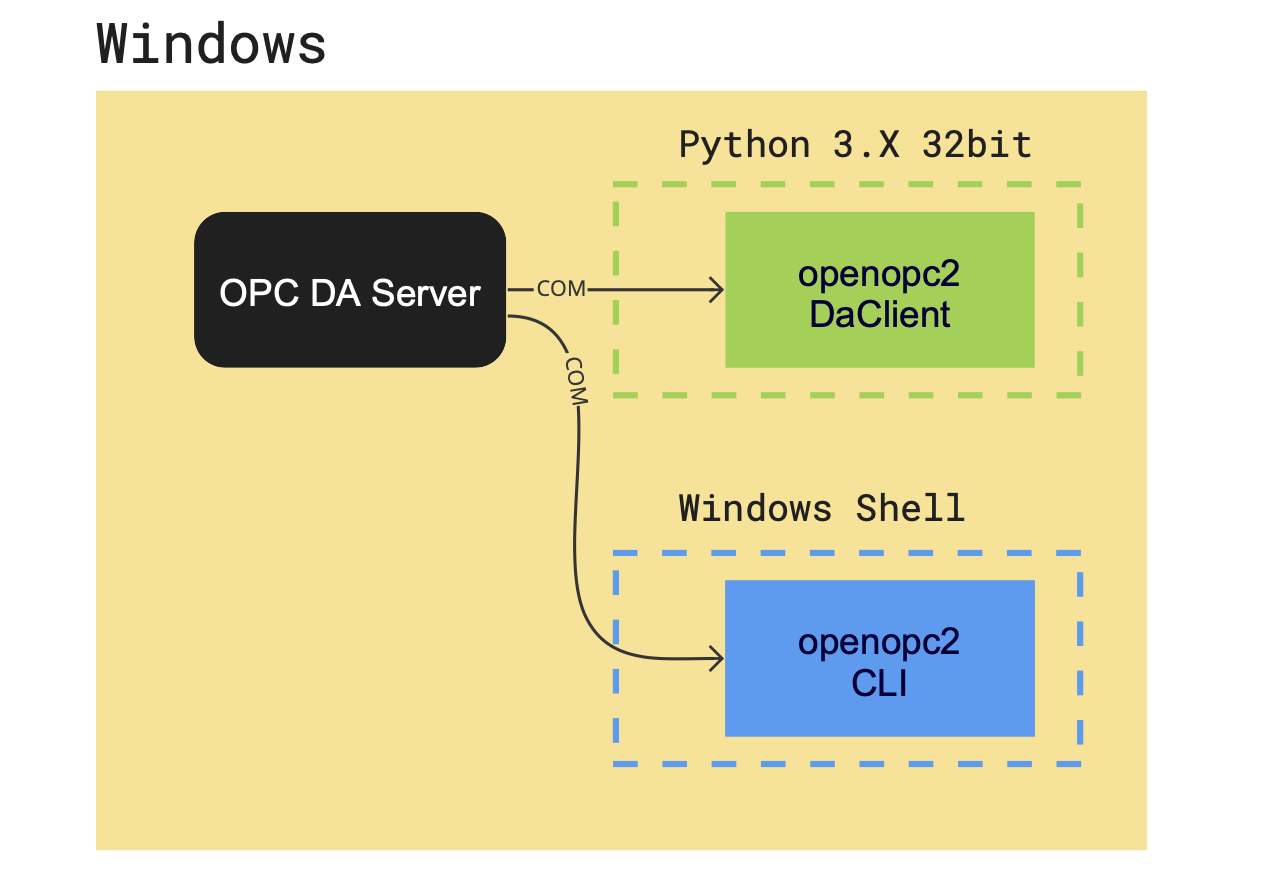 Windows
Python 3.X 32bit
OPC DA Server
COM
openopc2
DaClient
COM
Windows Shell
openopc2
CLI